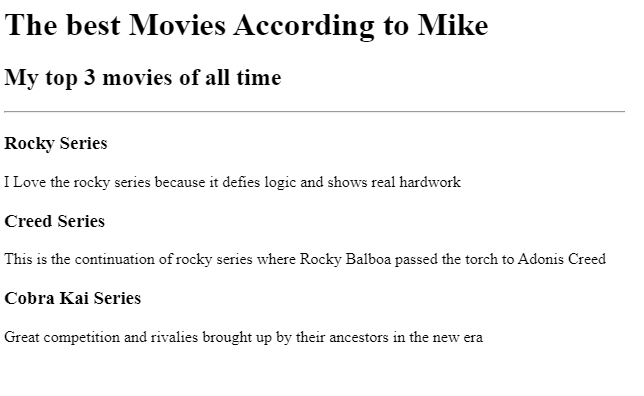 The best Movies According to Mike
My top 3 movies of all time
Rocky Series
I Love the rocky series because it defies logic and shows real hardwork
Creed Series
This is the continuation of rocky series where Rocky Balboa passed the torch to Adonis Creed
Cobra Kai Series
Great competition and rivalies brought up by their ancestors in the new era